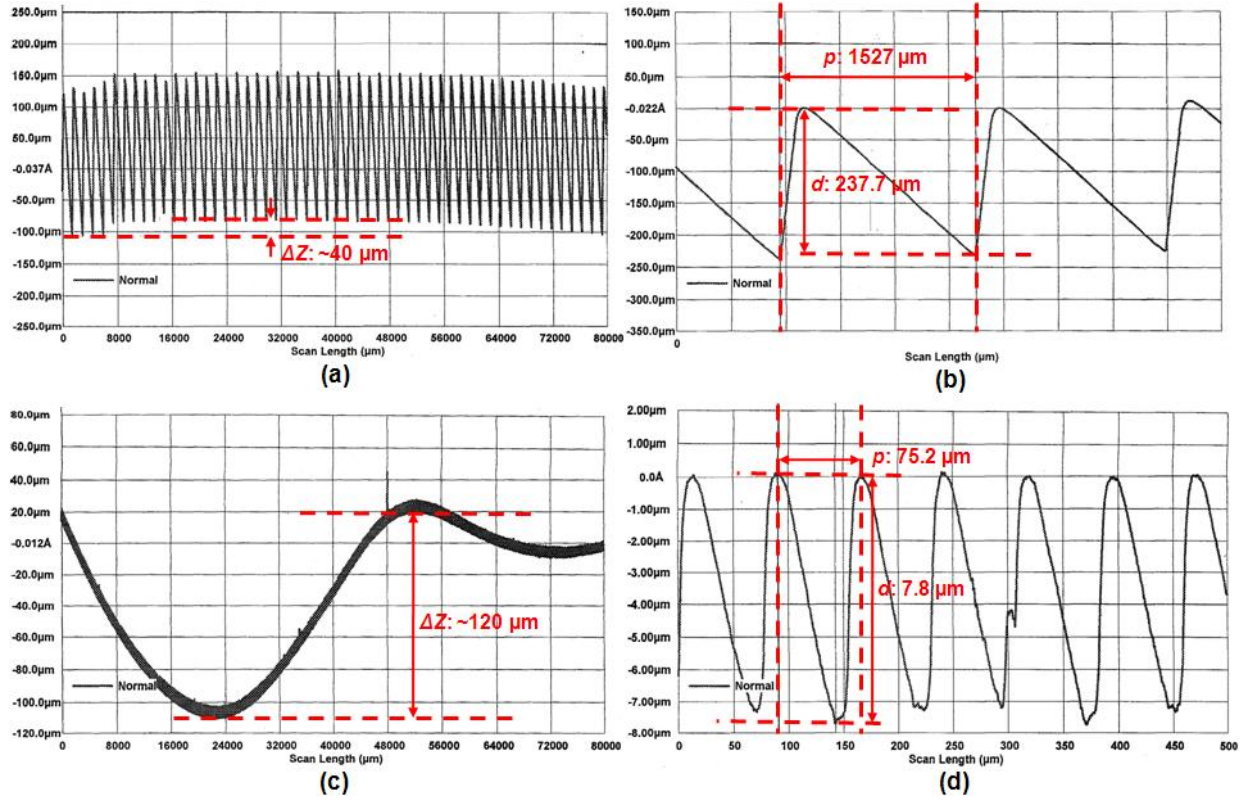 250.0µm
200.0µm
150.0µm
100.0µm
50.0µm
-0.037Å
-50.0µm
-100.0µm
-150.0µm
-200.0µm
-250.0µm
ΔZ: ~40 µm
Normal
0 8000 16000 24000 32000 40000 48000 56000 64000 72000 80000
Scan Length (µm)
(a)
150.0µm
100.0µm
50.0µm
-0.022Å
-50.0µm
-100.0µm
-150.0µm
-200.0µm
-250.0µm
-300.0µm
-350.0µm
p: 1527 µm
d: 237.7 µm
Normal
0
Scan Length (µm)
(b)
80.0µm
60.0µm
40.0µm
20.0µm
-0.012Å
-20.0µm
-40.0µm
-60.0µm
-80.0µm
-100.0µm
-120.0µm
ΔZ: ~120 µm
Normal
0 8000 16000 24000 32000 40000 48000 56000 64000 72000 80000
Scan Length (µm)
(c)
2.00µm
1.00µm
0.0Å
-1.00µm
-2.00µm
-3.00µm
-4.00µm
-5.00µm
-6.00µm
-7.00µm
-8.00µm
p: 75.2 µm
d: 7.8 µm
Normal
0 50 100 150 200 250 300 350 400 450 500
Scan Length (µm)
(d)